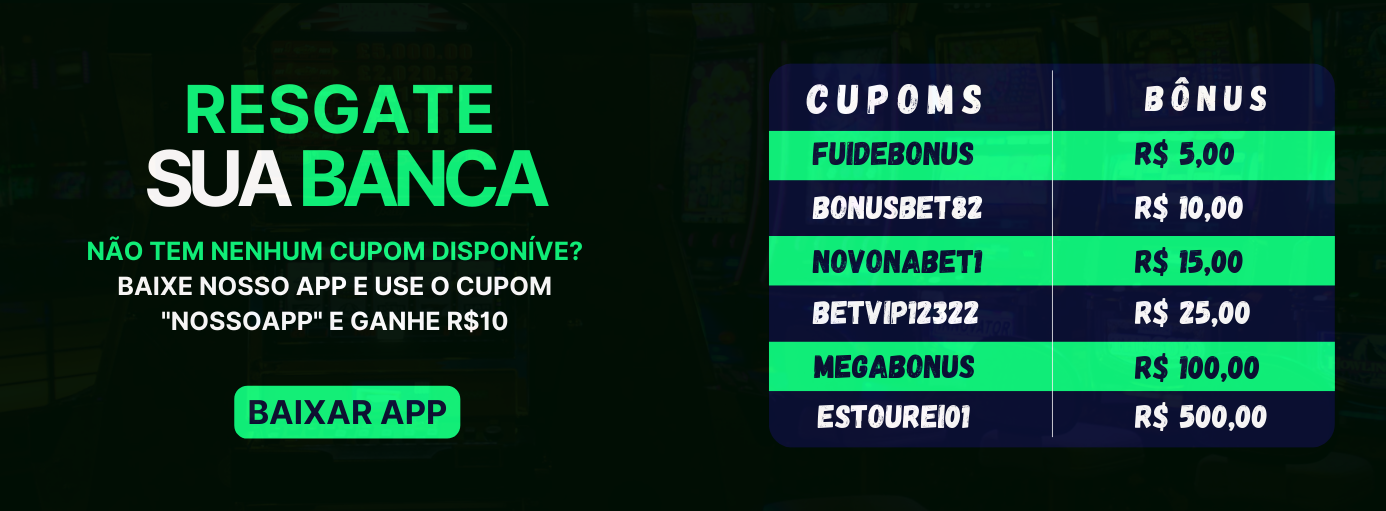 RESGATE
SUA BANCA
NÃO TEM NENHUM CUPOM DISPONÍVE?
BAIXE NOSSO APP E USE O CUPOM
"NOSSOAPP" E GANHE R$10
BAIXAR APP
CUPOMS BÔNUS
FUIDEBONUS R$ 5,00
BONUSBET82 R$ 10,00
NOVONABET1 R$ 15,00
BETVIP12322 R$ 25,00
MEGABONUS R$ 100,00
ESTOUREI01 R$ 500,00